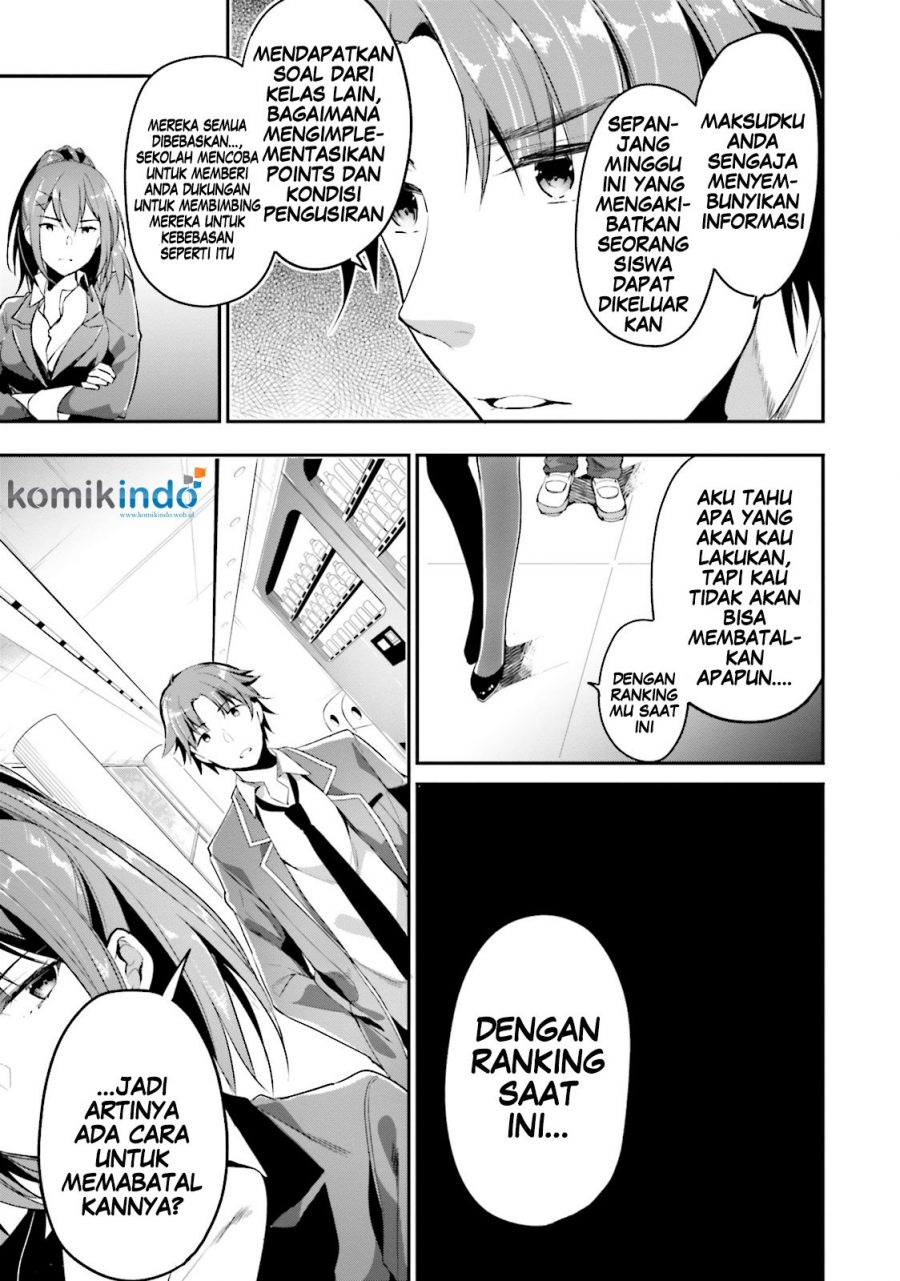 MAKSUDKU
ANDA
SENGAJA
MENYEM-
BUNYIKAN
INFORMASI
SEPAN-
JANG
MINGGU
INI YANG
MENGAKI-
BATKAN
SEORANG
SISWA
DAPAT
DIKELUAR
KAN
MENDAPATKAN
SOAL DARI
KELAS LAIN,
BAGAIMANA
MENGIMPLE-
MENTASIKAN
POINTS DAN
KONDISI
PENGUSIRAN
MEREKA SEMUA
DIBEBASKAN...,
SEKOLAH MENCOBA
UNTUK MEMBERI
ANDA DUKUNGAN
UNTUK MEMBIMBING
MEREKA UNTUK
KEBEBASAN
SEPERTI ITU
AKU TAHU
APA YANG
AKAN KAU
LAKUKAN,
TAPI KAU
TIDAK AKAN
BISA
MEMBATAL-
KAN
APAPUN....
DENGAN
RANKING
MU SAAT
INI
komikindo
www.komikindo.web.id
DENGAN
RANKING
SAAT
INI...
...JADI
ARTINYA
ADA CARA
UNTUK
MEMABATAL
KANNYA?